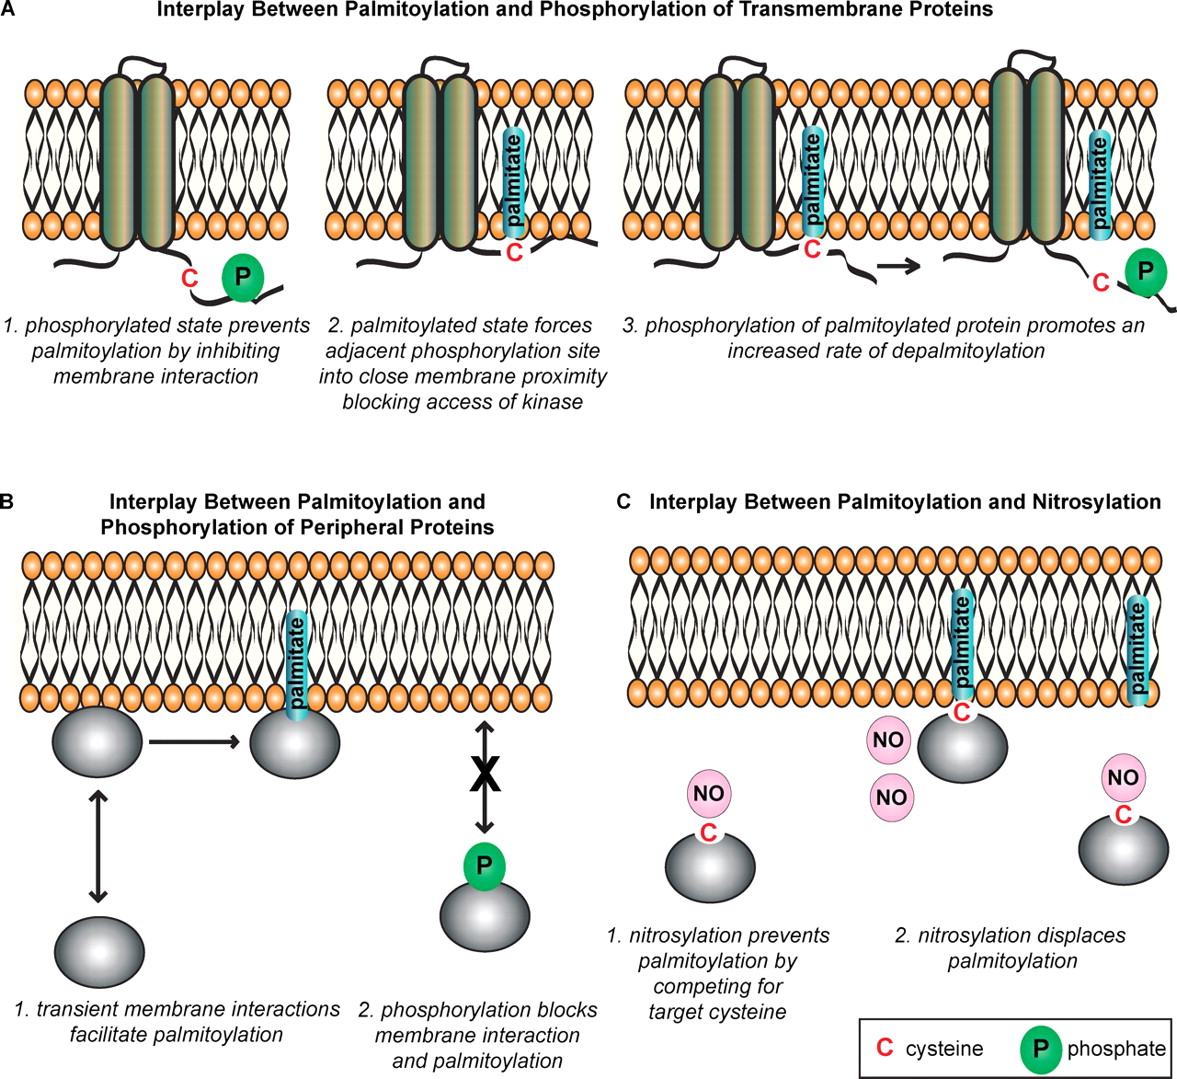 A Interplay Between Palmitoylation and Phosphorylation of Transmembrane Proteins
palmitate
palmitate
palmitate
C
P
C
C
C
P
1. phosphorylated state prevents
palmitoylation by inhibiting
membrane interaction
2. palmitoylated state forces
adjacent phosphorylation site
into close membrane proximity
blocking access of kinase
3. phosphorylation of palmitoylated protein promotes an
increased rate of depalmitoylation
B Interplay Between Palmitoylation and
Phosphorylation of Peripheral Proteins
palmitate
X
P
1. transient membrane interactions
facilitate palmitoylation
2. phosphorylation blocks
membrane interaction
and palmitoylation
C Interplay Between Palmitoylation and Nitrosylation
palmitate
palmitate
C
NO
NO
NO
C
NO
C
1. nitrosylation prevents
palmitoylation by
competing for
target cysteine
2. nitrosylation displaces
palmitoylation
C cysteine
P phosphate